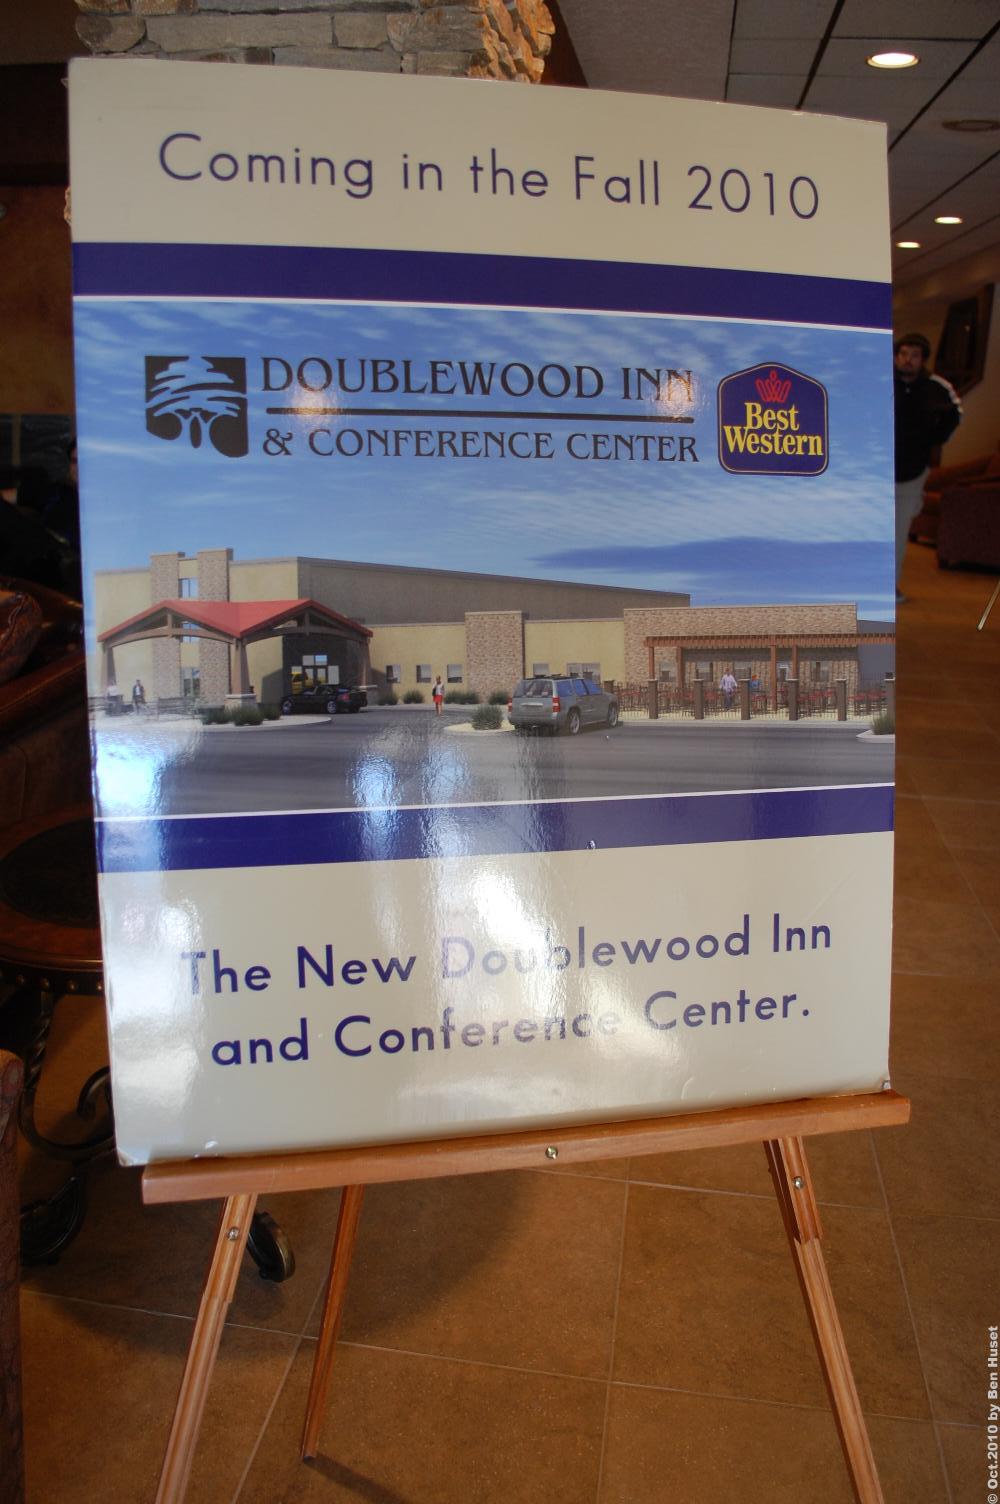 Coming in the Fall 2010
DOUBLEWOOD INN
& CONFERENCE CENTER
Best
Western
The New Doublewood Inn
and Conference Center.
© Oct.2010 by Ben Huset